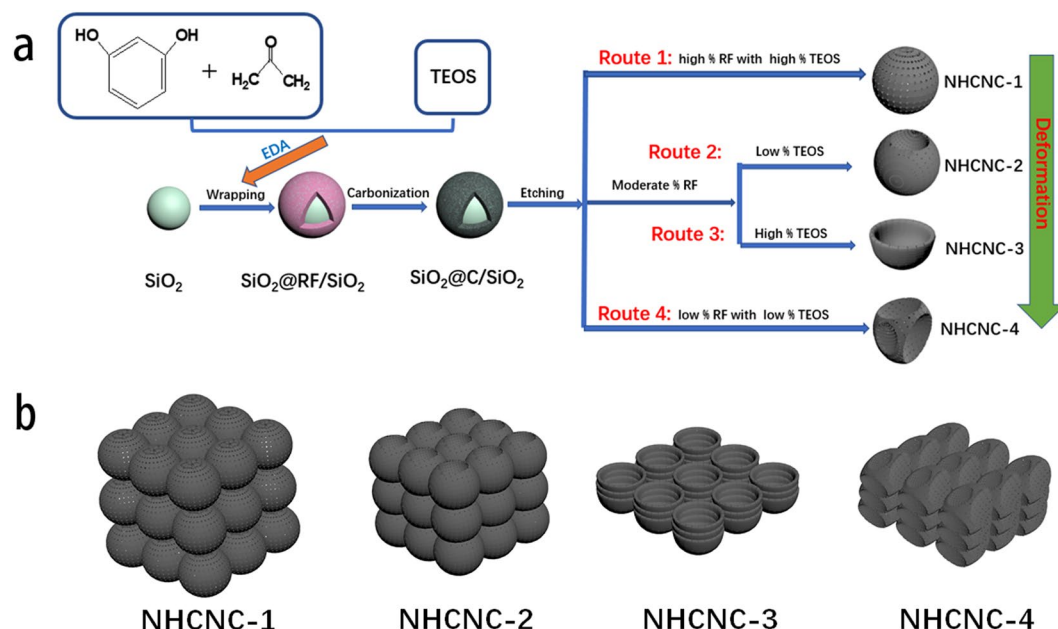 a
HO
OH
+
O
H₂C
CH₂
TEOS
EDA
Wrapping
Carbonization
Etching
SiO₂
SiO₂@RF/SiO₂
SiO₂@C/SiO₂
Route 1: high % RF with high % TEOS
NHCNC-1
Route 2:
Low % TEOS
NHCNC-2
Moderate % RF
Route 3:
High % TEOS
NHCNC-3
Route 4: low % RF with low % TEOS
NHCNC-4
Deformation
b
NHCNC-1
NHCNC-2
NHCNC-3
NHCNC-4